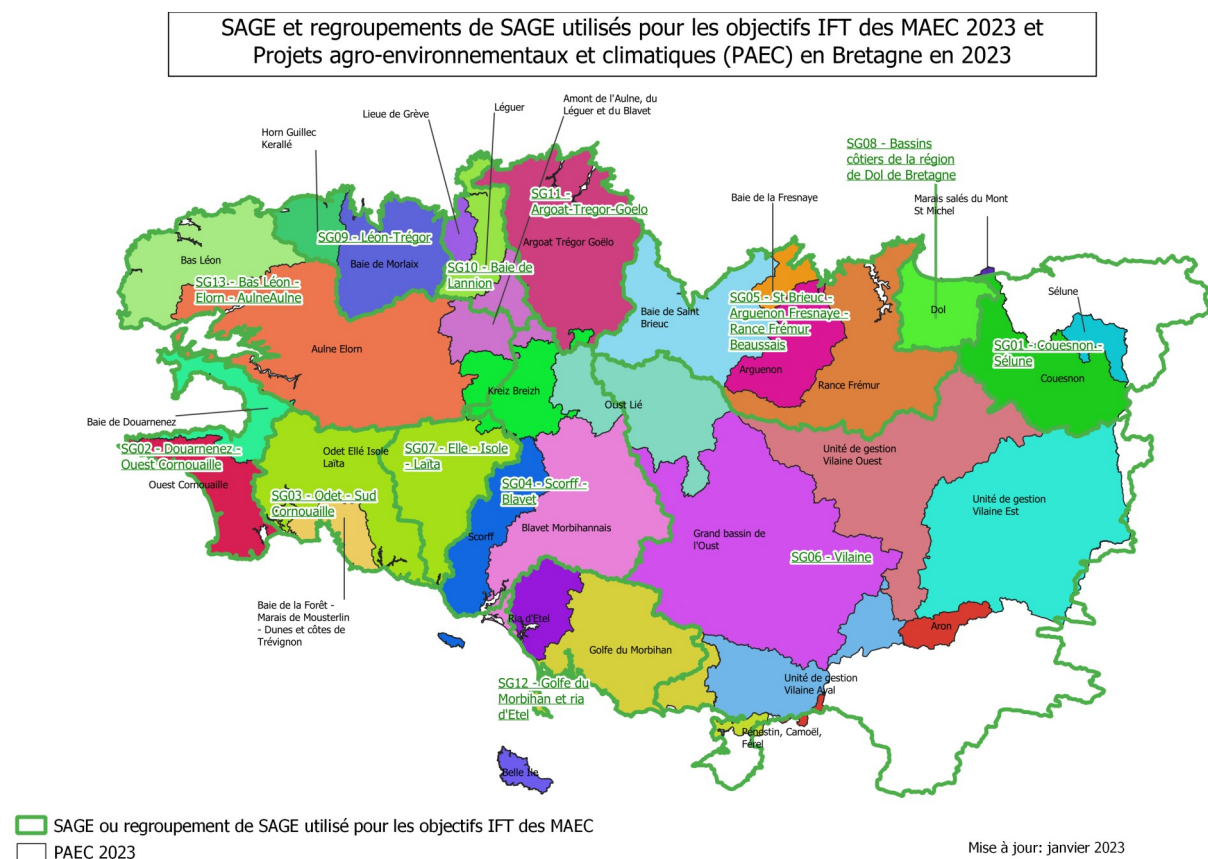 SAGE et regroupements de SAGE utilisés pour les objectifs IFT des MAEC 2023 et
Projets agro-environnementaux et climatiques (PAEC) en Bretagne en 2023
Amont de l'Aulne, du
Léguer et du Blavet
Léguer
Lieue de Grève
Horn Guillec
Kerallé
SG08 - Bassins
côtiers de la région
de Dol de Bretagne
Baie de la Fresnaye
Marais salés du Mont
St Michel
SG11 -
Argoat-Tregor-Goelo
Argoat Trégor Goëlo
SG09 - Léon-Trégor
Baie de Morlaix
Bas Léon
SG10 - Baie de
Lannion
SG13 - Bas Léon -
Elorn - AulneAulne
Sélune
SG05 - St Brieuc -
Arguenon Fresnaye -
Rance Frémur
Beaussais
Baie de Saint
Brieuc
Dol
SG01 - Couesnon -
Sélune
Aulne Elorn
Arguenon
Rance Frémur
Couesnon
Kreiz Breizh
Oust Lié
Baie de Douarnenez
SG02 - Douarnenez -
Ouest Cornouaille
Ouest Cornouaille
Odet Ellé Isole
Laïta
SG07 - Elle - Isole
- Laïta
Unité de gestion
Vilaine Ouest
SG03 - Odet - Sud
Cornouaille
SG04 - Scorff -
Blavet
Unité de gestion
Vilaine Est
Scorff
Blavet Morbihannais
Grand bassin de
l'Oust
SG06 - Vilaine
Baie de la Forêt -
Marais de Mousterlin
- Dunes et côtes de
Trévignon
Ria d'Etel
Aron
Golfe du Morbihan
SG12 - Golfe du
Morbihan et ria
d'Etel
Unité de gestion
Vilaine Aval
Pénestin, Camoël,
Férel
Belle Ile
SAGE ou regroupement de SAGE utilisé pour les objectifs IFT des MAEC
PAEC 2023
Mise à jour: janvier 2023